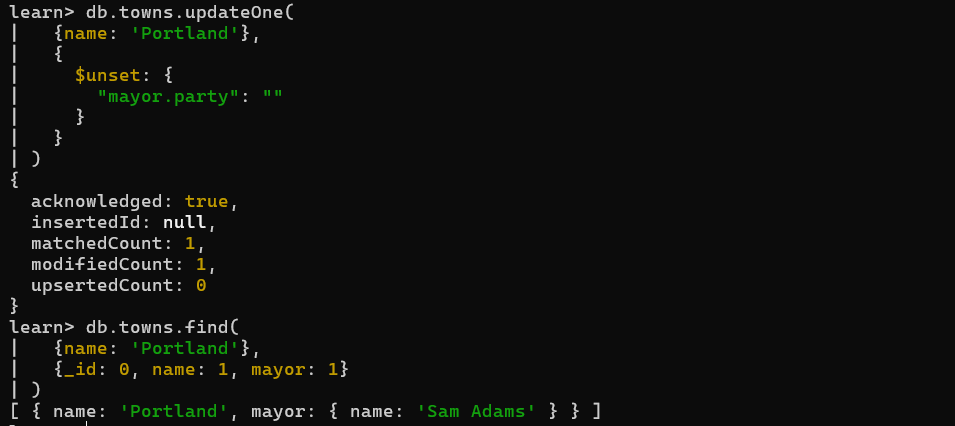 learn> db.towns.updateOne(
|   {name: 'Portland'},
|   {
|     $unset: {
|       "mayor.party": ""
|     }
|   }
| )
{
  acknowledged: true,
  insertedId: null,
  matchedCount: 1,
  modifiedCount: 1,
  upsertedCount: 0
}
learn> db.towns.find(
|   {name: 'Portland'},
|   {_id: 0, name: 1, mayor: 1}
| )
[ { name: 'Portland', mayor: { name: 'Sam Adams' } } ]